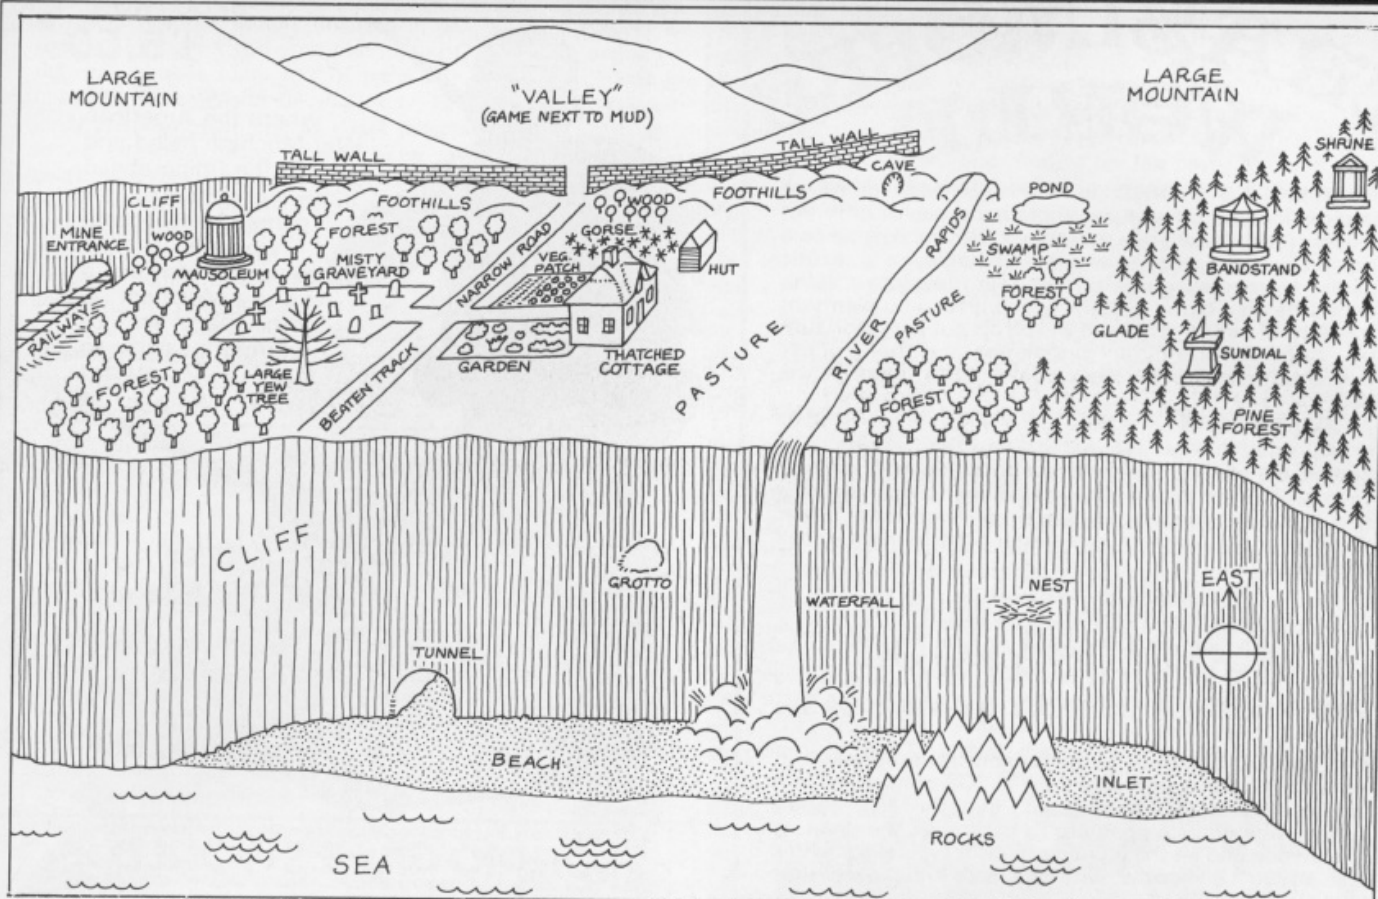 LARGE
MOUNTAIN
"VALLEY"
(GAME NEXT TO MUD)
LARGE
MOUNTAIN
TALL WALL
TALL WALL
SHRINE
CAVE
CLIFF
FOOTHILLS
WOOD
FOOTHILLS
POND
MINE
ENTRANCE
WOOD
FOREST
GORSE
RAPIDS
SWAMP
MAUSOLEUM
MISTY
GRAVEYARD
NARROW ROAD
VEG.
PATCH
HUT
BANDSTAND
FOREST
RAILWAY
PASTURE
GLADE
RIVER
PASTURE
SUNDIAL
FOREST
LARGE
YEW
TREE
BEATEN TRACK
GARDEN
THATCHED
COTTAGE
FOREST
PINE
FOREST
CLIFF
GROTTO
WATERFALL
NEST
EAST
TUNNEL
BEACH
INLET
ROCKS
SEA